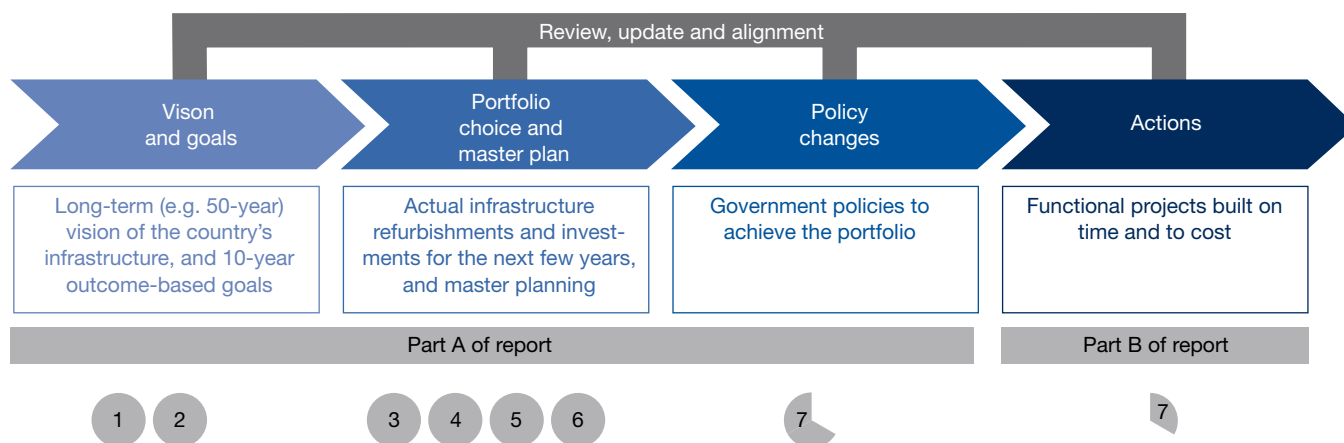 Review, update and alignment
Vison
and goals
Portfolio
choice and
master plan
Policy
changes
Actions
Long-term (e.g. 50-year)
vision of the country's
infrastructure, and 10-year
outcome-based goals
Actual infrastructure
refurbishments and invest-
ments for the next few years,
and master planning
Government policies to
achieve the portfolio
Functional projects built on
time and to cost
Part A of report
Part B of report
1 2 3 4 5 6 7 7